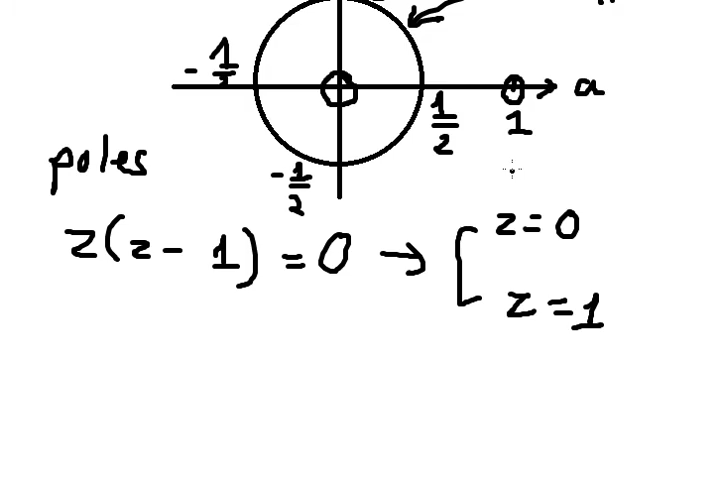 -1/2
a
1/2
1
poles
-1/2
z(z - 1) = 0 → [ z = 0
z = 1